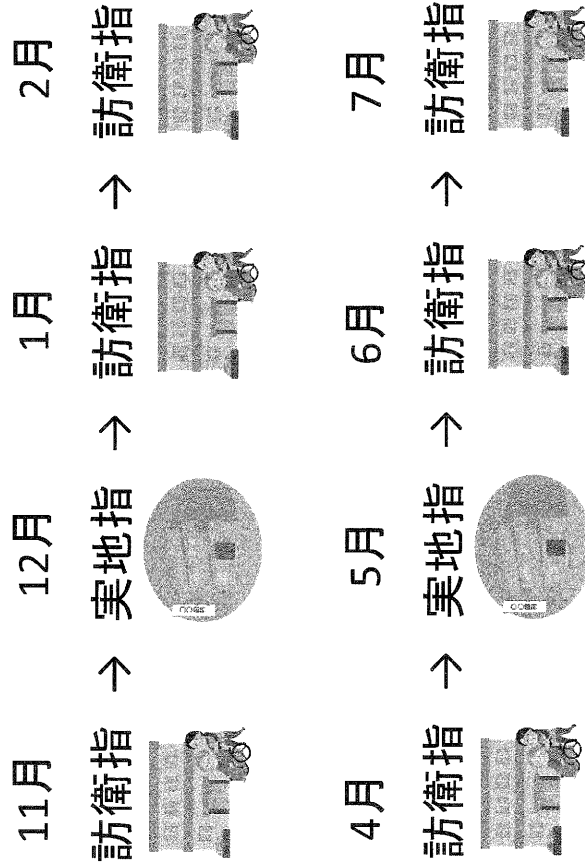 11月 12月 1月 2月
訪衛指 → 実地指 → 訪衛指 → 訪衛指
4月 5月 6月 7月
訪衛指 → 実地指 → 訪衛指 → 訪衛指